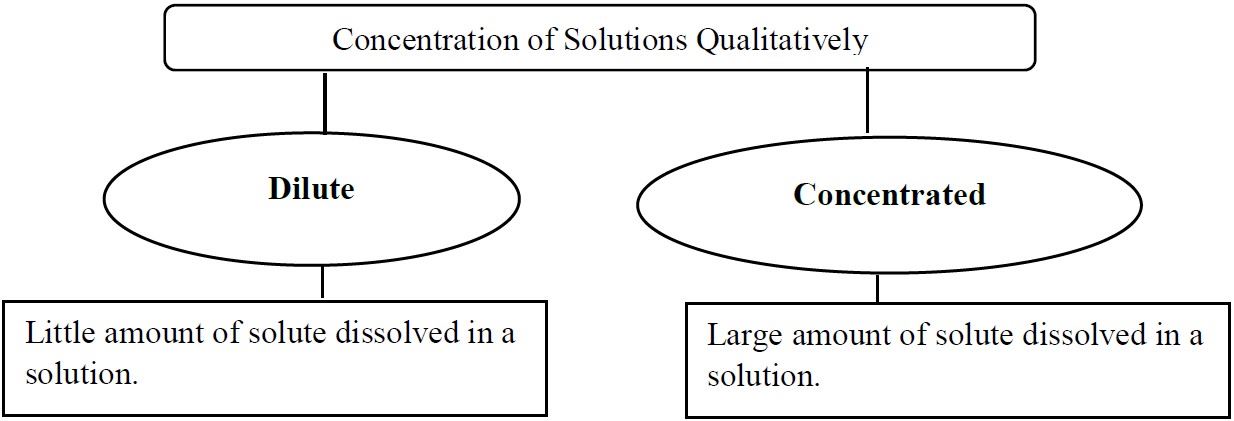 Concentration of Solutions Qualitatively
Dilute
Concentrated
Little amount of solute dissolved in a
solution.
Large amount of solute dissolved in a
solution.